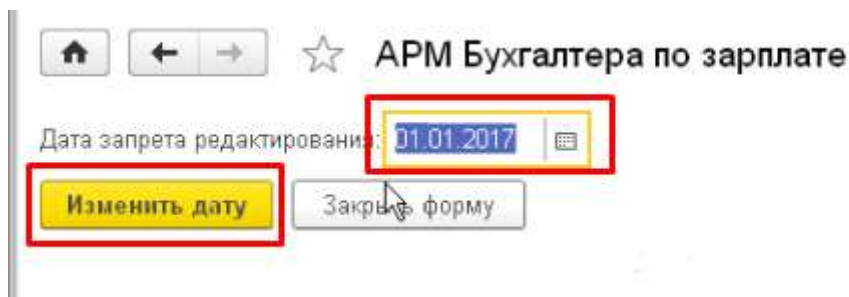 АРМ Бухгалтера по зарплате
Дата запрета редактирования: 01.01.2017
Изменить дату Закрыть форму